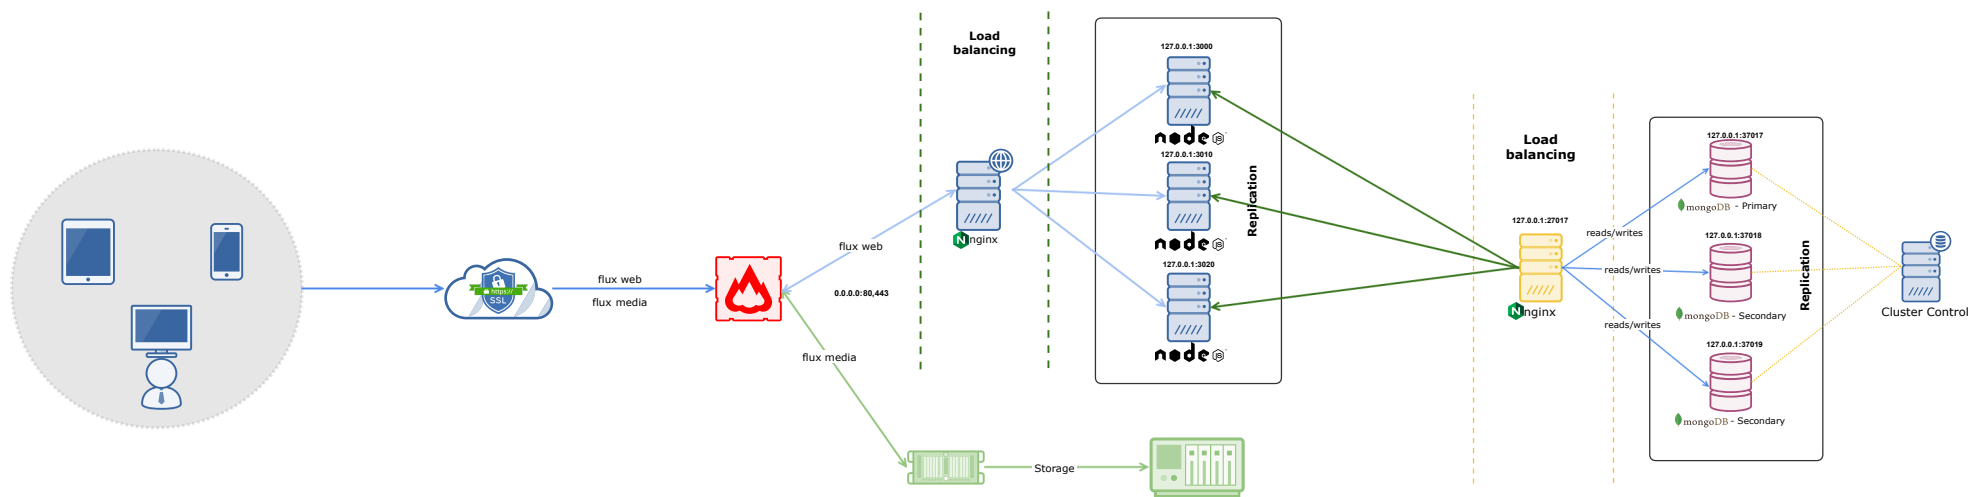 https://
SSL
flux web
flux media
flux web
0.0.0.0:80,443
flux media
Load
balancing
Nginx
Storage
127.0.0.1:3000
node JS
127.0.0.1:3010
node JS
127.0.0.1:3020
node JS
Replication
Load
balancing
127.0.0.1:27017
Nginx
reads/writes
reads/writes
reads/writes
127.0.0.1:37017
mongoDB - Primary
127.0.0.1:37018
mongoDB - Secondary
127.0.0.1:37019
mongoDB - Secondary
Replication
Cluster Control